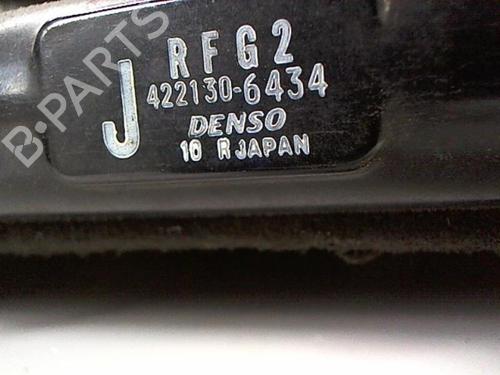 B-PARTS
RFG2
J
422130-6434
DENSO
10 R JAPAN